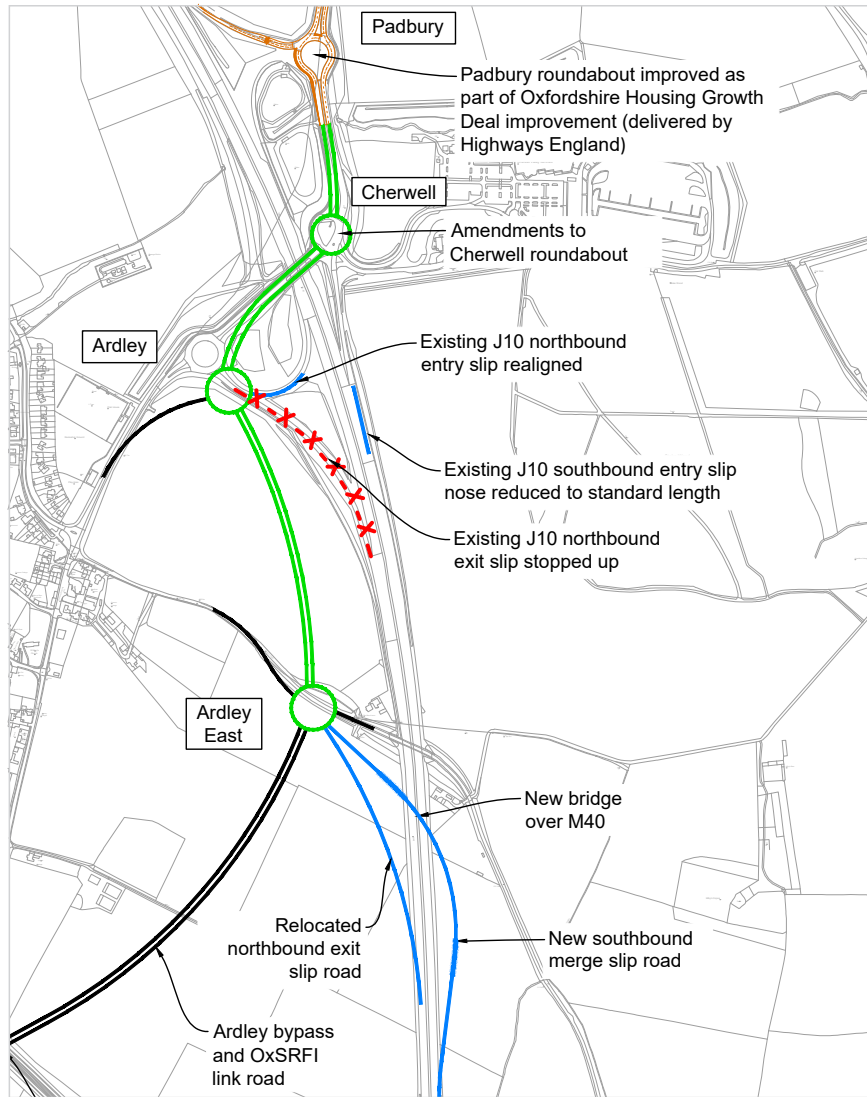 Padbury
Padbury roundabout improved as
part of Oxfordshire Housing Growth
Deal improvement (delivered by
Highways England)
Cherwell
Amendments to
Cherwell roundabout
Ardley
Existing J10 northbound
entry slip realigned
Existing J10 southbound entry slip
nose reduced to standard length
Existing J10 northbound
exit slip stopped up
Ardley
East
New bridge
over M40
Relocated
northbound exit
slip road
New southbound
merge slip road
Ardley bypass
and OxSRFI
link road